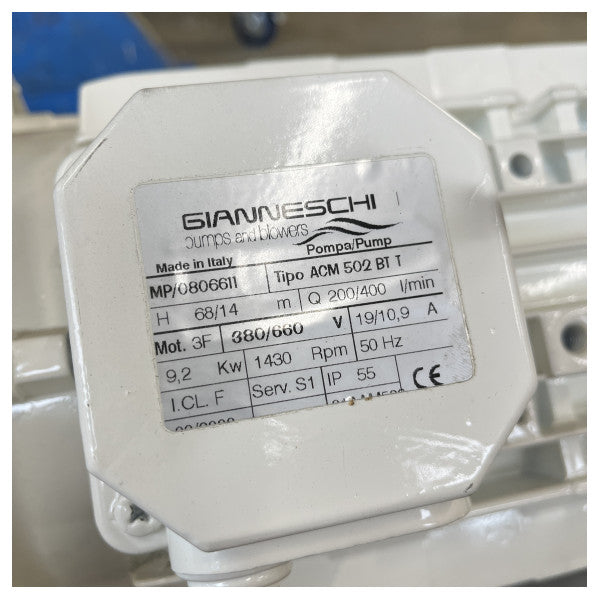 GIANNESCHI
pumps and blowers
Made in Italy Pompa/Pump
MP/0806611 Tipo ACM 502 BT T
H 68/14 m Q 200/400 l/min
Mot. 3F 380/660 V 19/10,9 A
9,2 Kw 1430 Rpm 50 Hz
I.CL. F Serv. S1 IP 55 CE